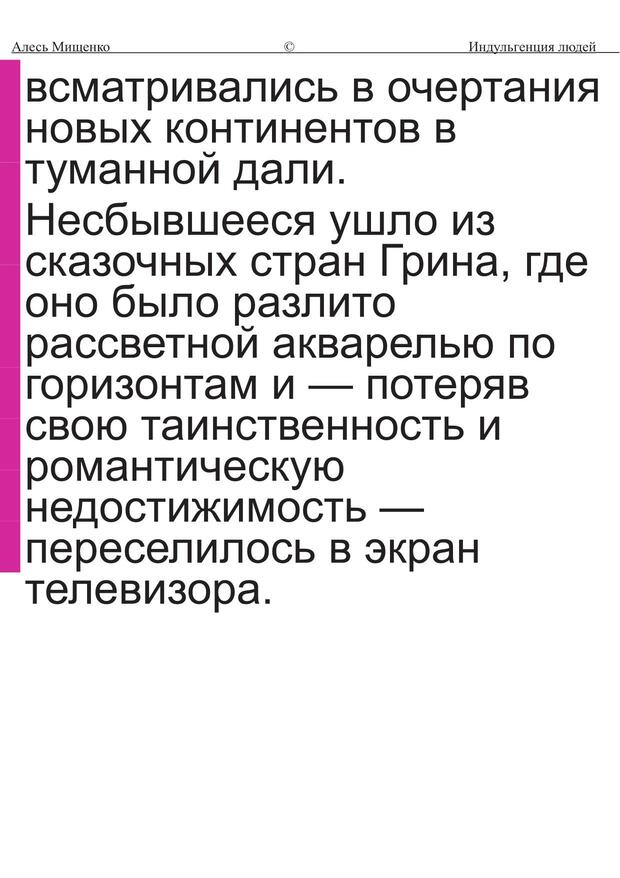 Алесь Мищенко © Индульгенция людей
всматривались в очертания
новых континентов в
туманной дали.
Несбывшееся ушло из
сказочных стран Грина, где
оно было разлито
рассветной акварелью по
горизонтам и — потеряв
свою таинственность и
романтическую
недостижимость —
переселилось в экран
телевизора.